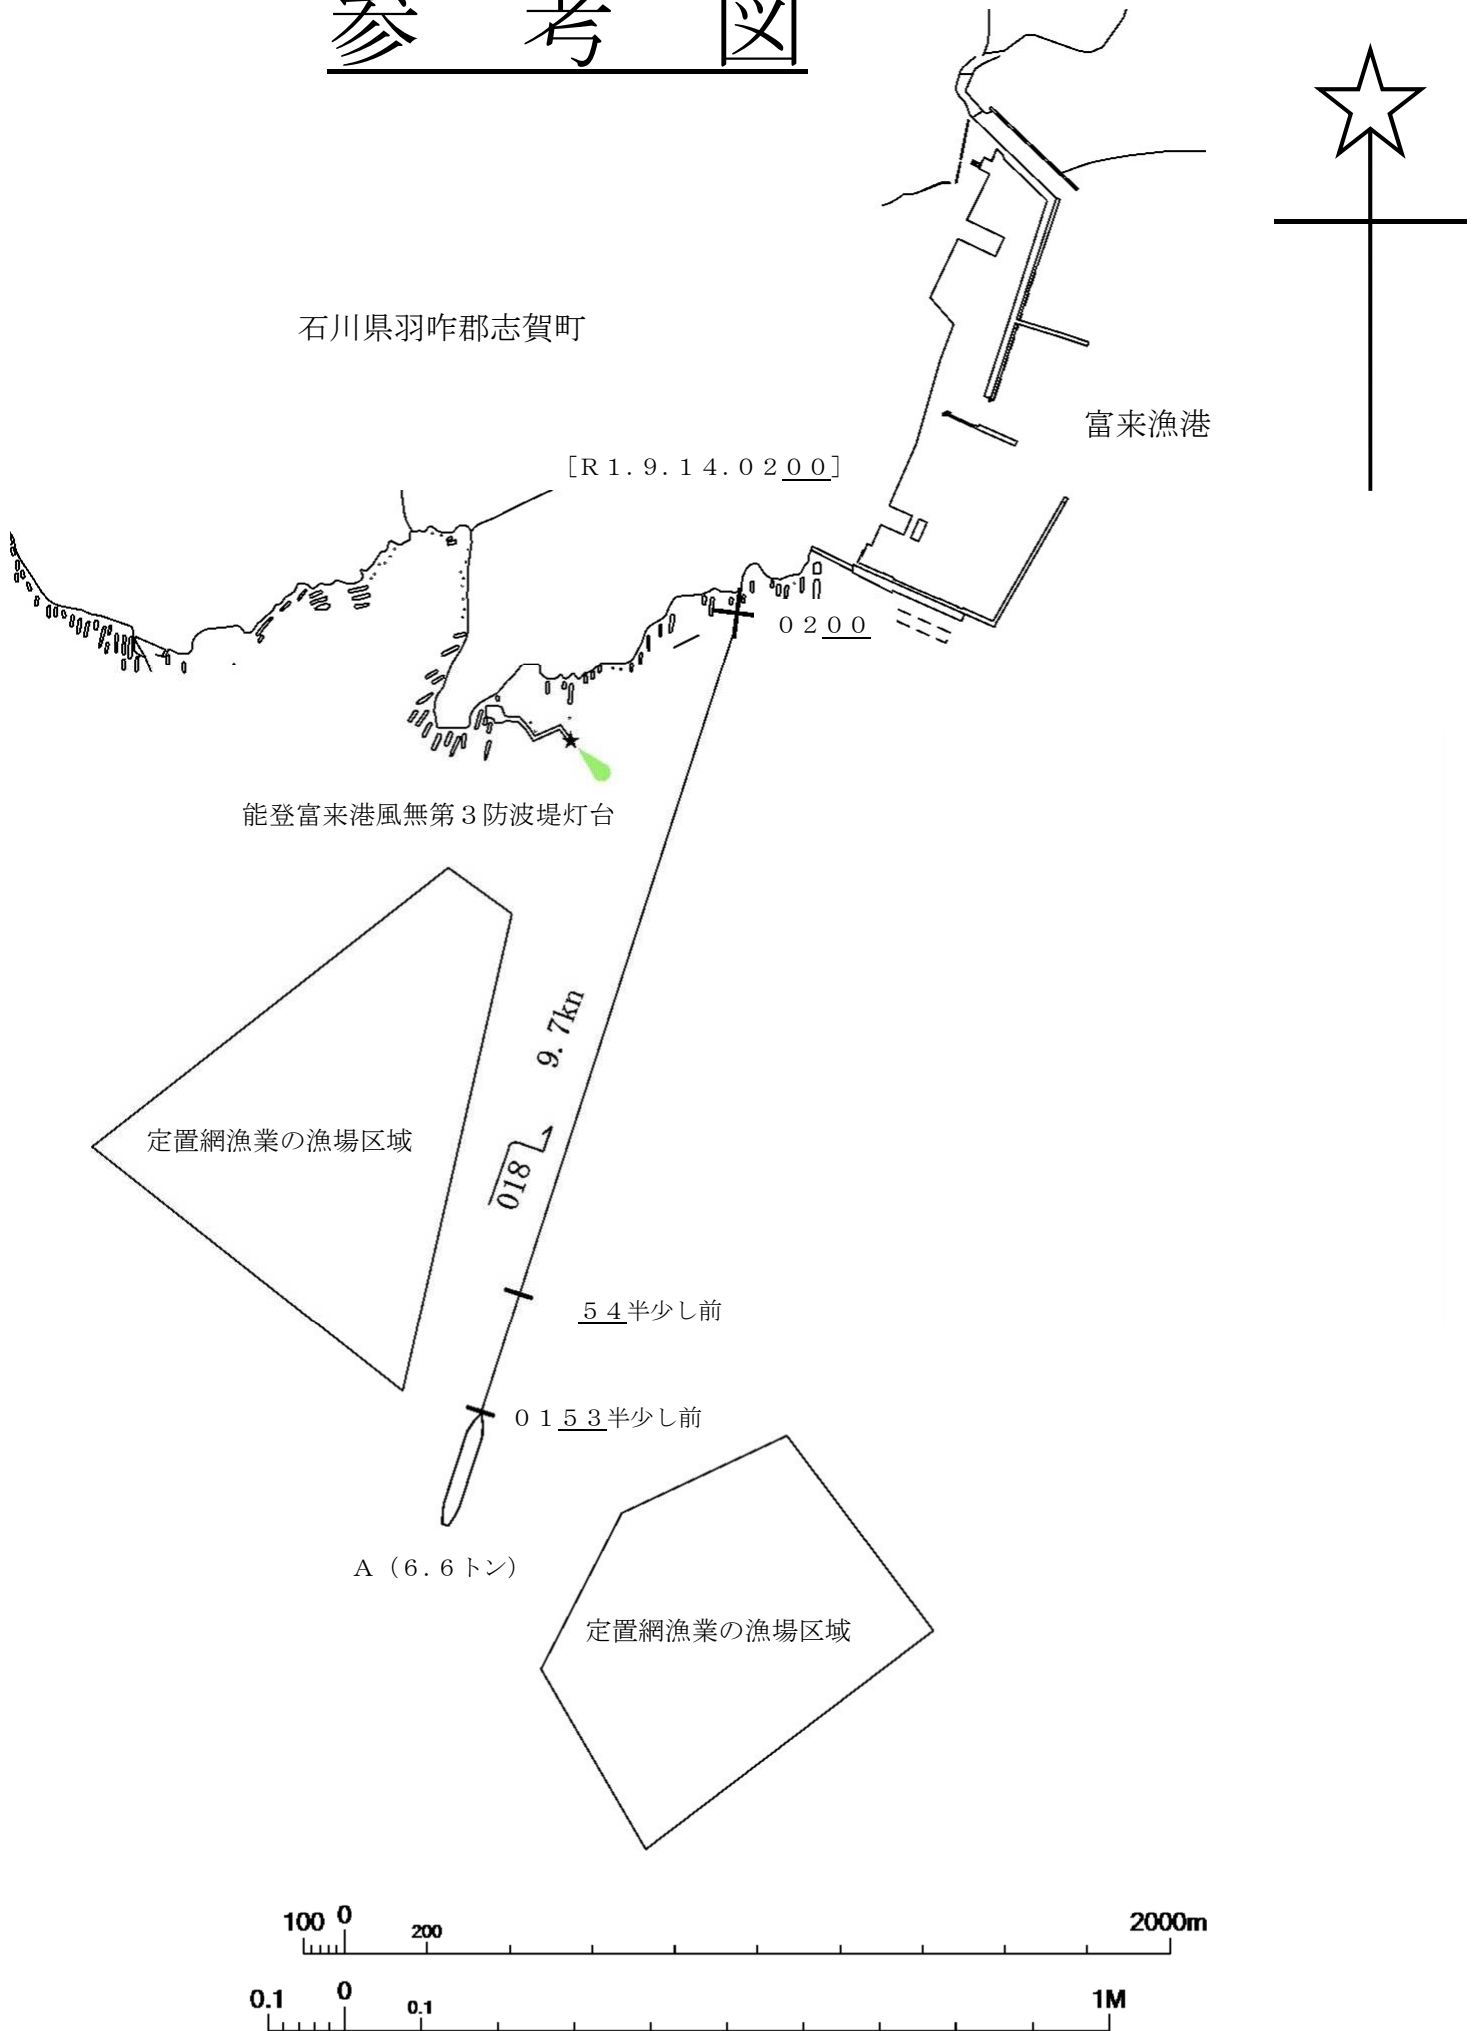 参考図
石川県羽咋郡志賀町
富来漁港
［Ｒ１.９.１４.０２００］
０２００
能登富来港風無第３防波堤灯台
9.7kn
定置網漁業の漁場区域
018
５４半少し前
０１５３半少し前
Ａ（６.６トン）
定置網漁業の漁場区域
100 0 200 2000m
0.1 0 0.1 1M